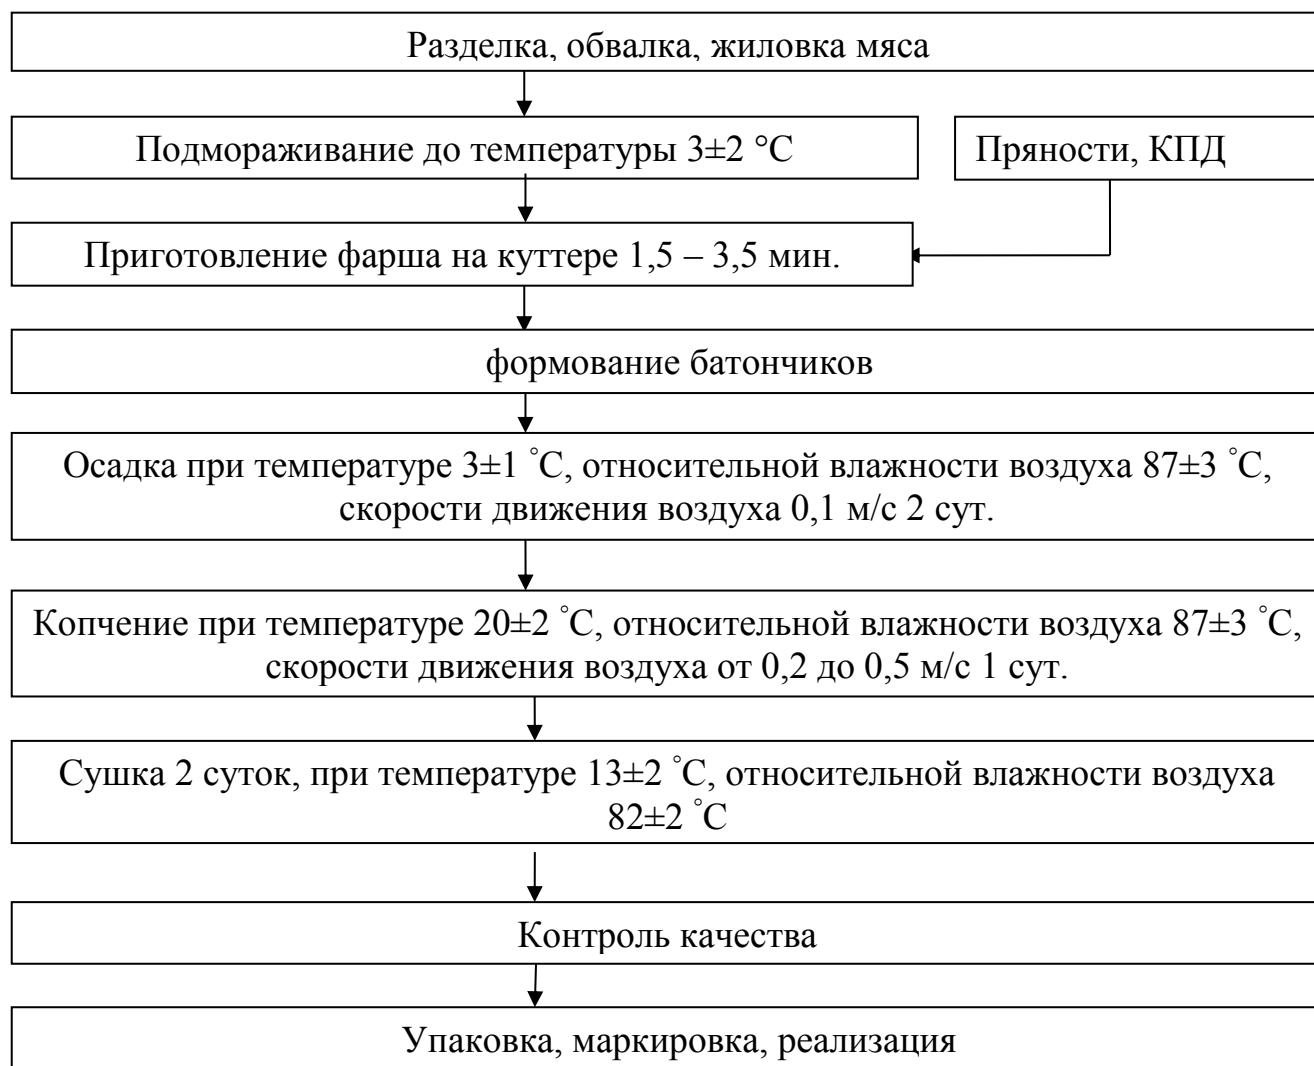 Разделка, обвалка, жиловка мяса
Подмораживание до температуры 3±2 °С
Пряности, КПД
Приготовление фарша на куттере 1,5 – 3,5 мин.
формование батончиков
Осадка при температуре 3±1 ˚С, относительной влажности воздуха 87±3 ˚С,
скорости движения воздуха 0,1 м/с 2 сут.
Копчение при температуре 20±2 ˚С, относительной влажности воздуха 87±3 ˚С,
скорости движения воздуха от 0,2 до 0,5 м/с 1 сут.
Сушка 2 суток, при температуре 13±2 ˚С, относительной влажности воздуха
82±2 ˚С
Контроль качества
Упаковка, маркировка, реализация